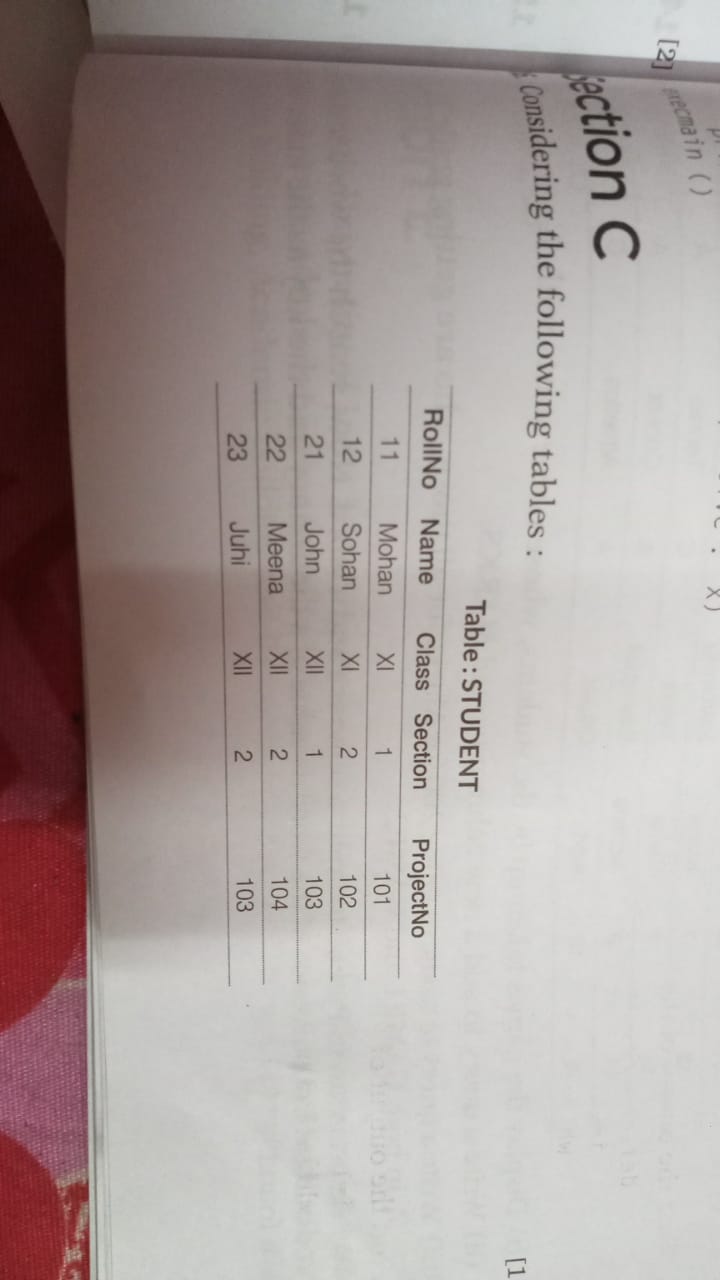 [2]
Section C
Considering the following tables :
[1
Table : STUDENT
RollNo Name Class Section ProjectNo
11 Mohan XI 1 101
12 Sohan XI 2 102
21 John XII 1 103
22 Meena XII 2 104
23 Juhi XII 2 103